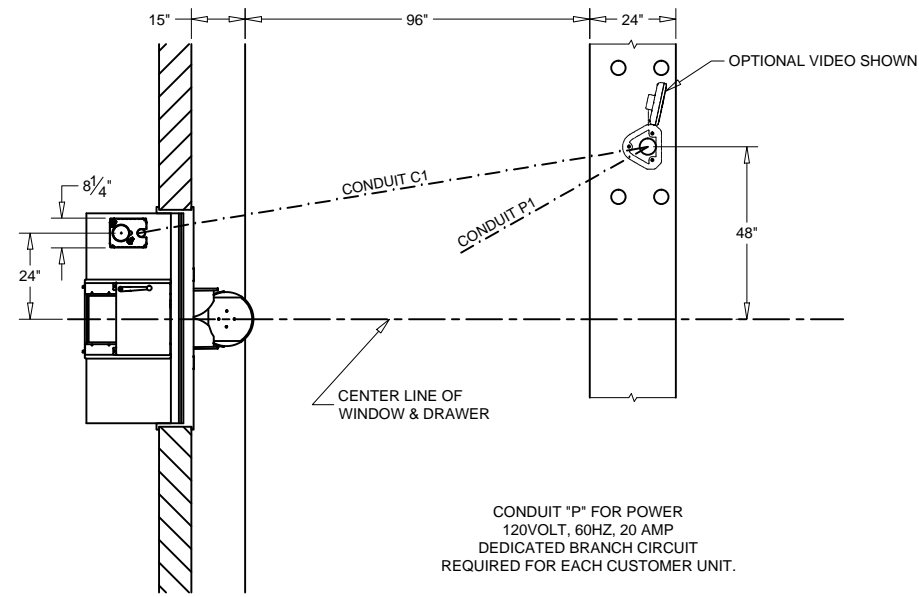 15"
96"
24"
OPTIONAL VIDEO SHOWN
8 1/4"
CONDUIT C1
CONDUIT P1
24"
48"
CENTER LINE OF
WINDOW & DRAWER
CONDUIT "P" FOR POWER
120VOLT, 60HZ, 20 AMP
DEDICATED BRANCH CIRCUIT
REQUIRED FOR EACH CUSTOMER UNIT.